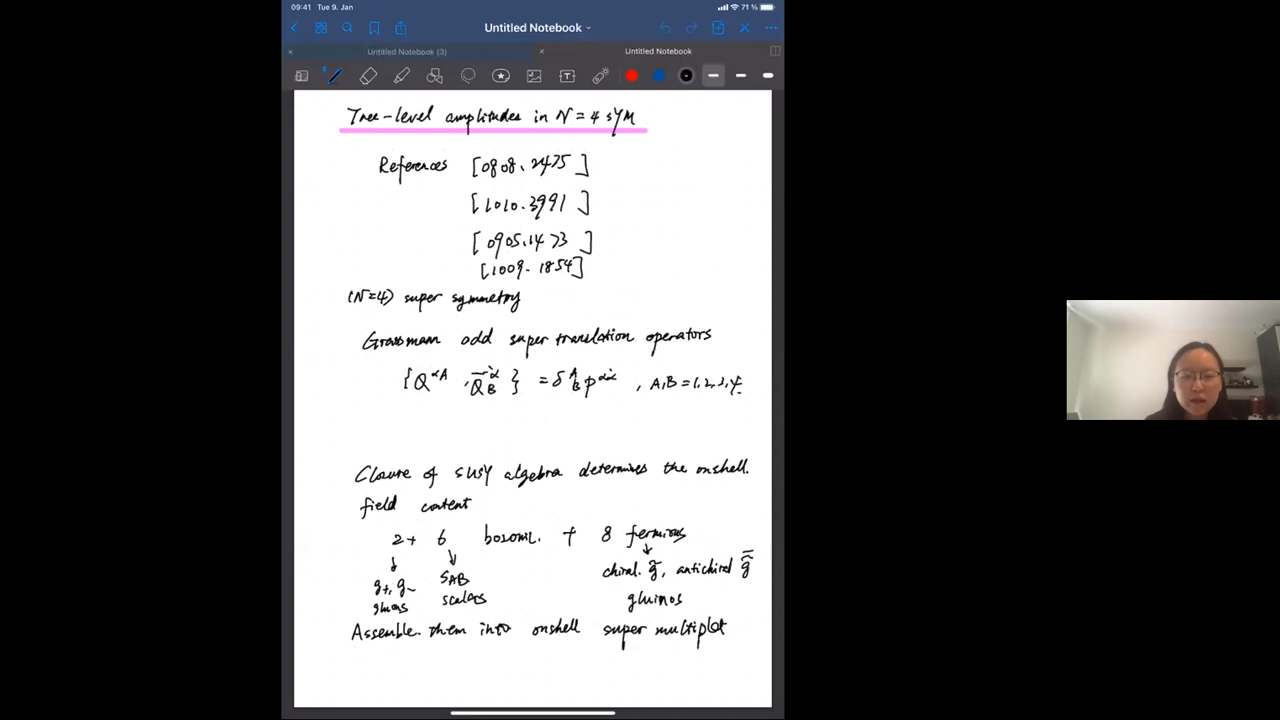 09:41 Tue 9. Jan 71 %
Untitled Notebook
Untitled Notebook (3)
Untitled Notebook
Tree-level amplitudes in N=4 SYM
References [0808.2475]
[1010.3991]
[0905.1473]
[1009.1854]
(N=4) super symmetry
Grassmann odd super translation operators
{Q^{αA}, Q̄^{α̇}_B} = δ^A_B p^{αα̇}, A,B=1,2,3,4
Closure of SUSY algebra determines the onshell.
field content
2 + 6 bosonic. + 8 fermions
↓ ↓ ↓
g+, g- S_{AB} chiral. g̃, antichiral g̃̄
gluons scalars gluinos
Assemble. them into onshell super multiplet